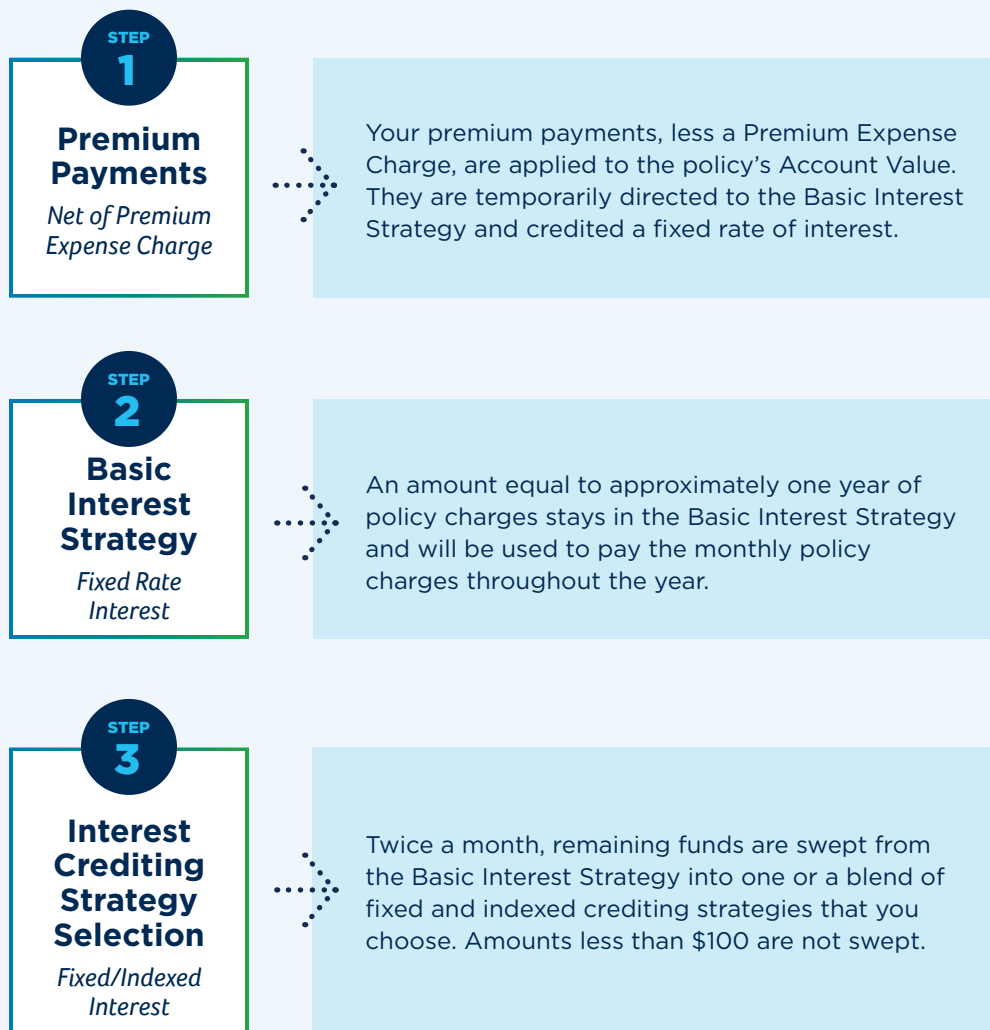 STEP
1
Premium
Payments
Net of Premium
Expense Charge
Your premium payments, less a Premium Expense
Charge, are applied to the policy’s Account Value.
They are temporarily directed to the Basic Interest
Strategy and credited a fixed rate of interest.
STEP
2
Basic
Interest
Strategy
Fixed Rate
Interest
An amount equal to approximately one year of
policy charges stays in the Basic Interest Strategy
and will be used to pay the monthly policy
charges throughout the year.
STEP
3
Interest
Crediting
Strategy
Selection
Fixed/Indexed
Interest
Twice a month, remaining funds are swept from
the Basic Interest Strategy into one or a blend of
fixed and indexed crediting strategies that you
choose. Amounts less than $100 are not swept.